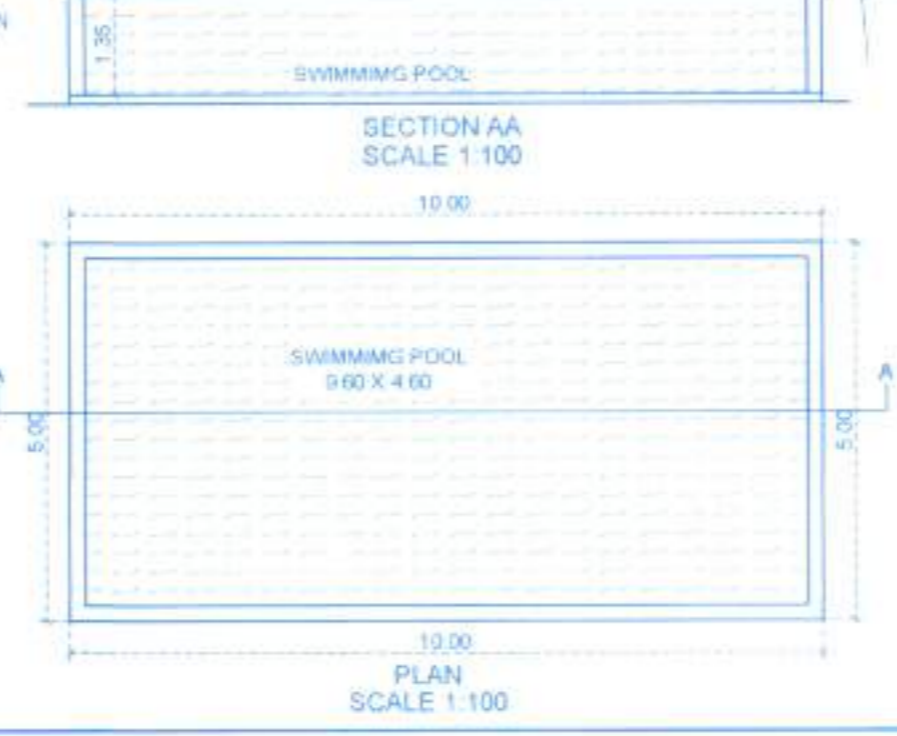 N
1.35
SWIMMIMG POOL
SECTION AA
SCALE 1:100
10.00
SWIMMIMG POOL
9.60 X 4.60
A
A
5.00
5.00
10.00
PLAN
SCALE 1:100